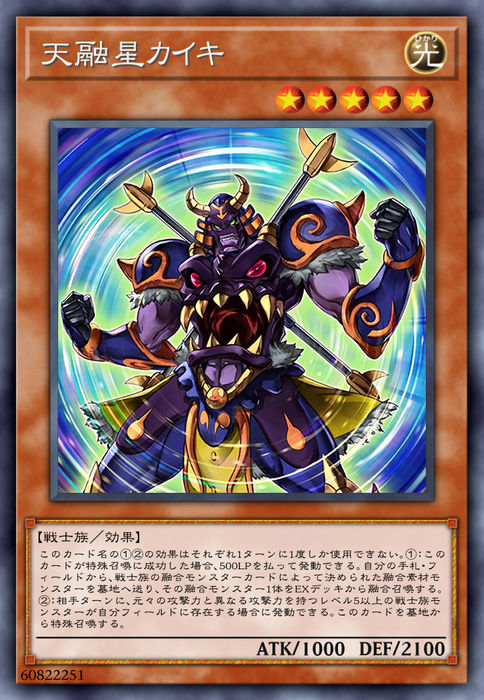 天融星カイキ
ひかり
光
【戦士族／効果】
このカード名の①②の効果はそれぞれ1ターンに1度しか使用できない。①：この
カードが特殊召喚に成功した場合、500LPを払って発動できる。自分の手札・フ
ィールドから、戦士族の融合モンスターカードによって決められた融合素材モン
スターを墓地へ送り、その融合モンスター1体をEXデッキから融合召喚する。
②：相手ターンに、元々の攻撃力と異なる攻撃力を持つレベル5以上の戦士族モ
ンスターが自分フィールドに存在する場合に発動できる。このカードを墓地か
ら特殊召喚する。
ATK/1000 DEF/2100
60822251